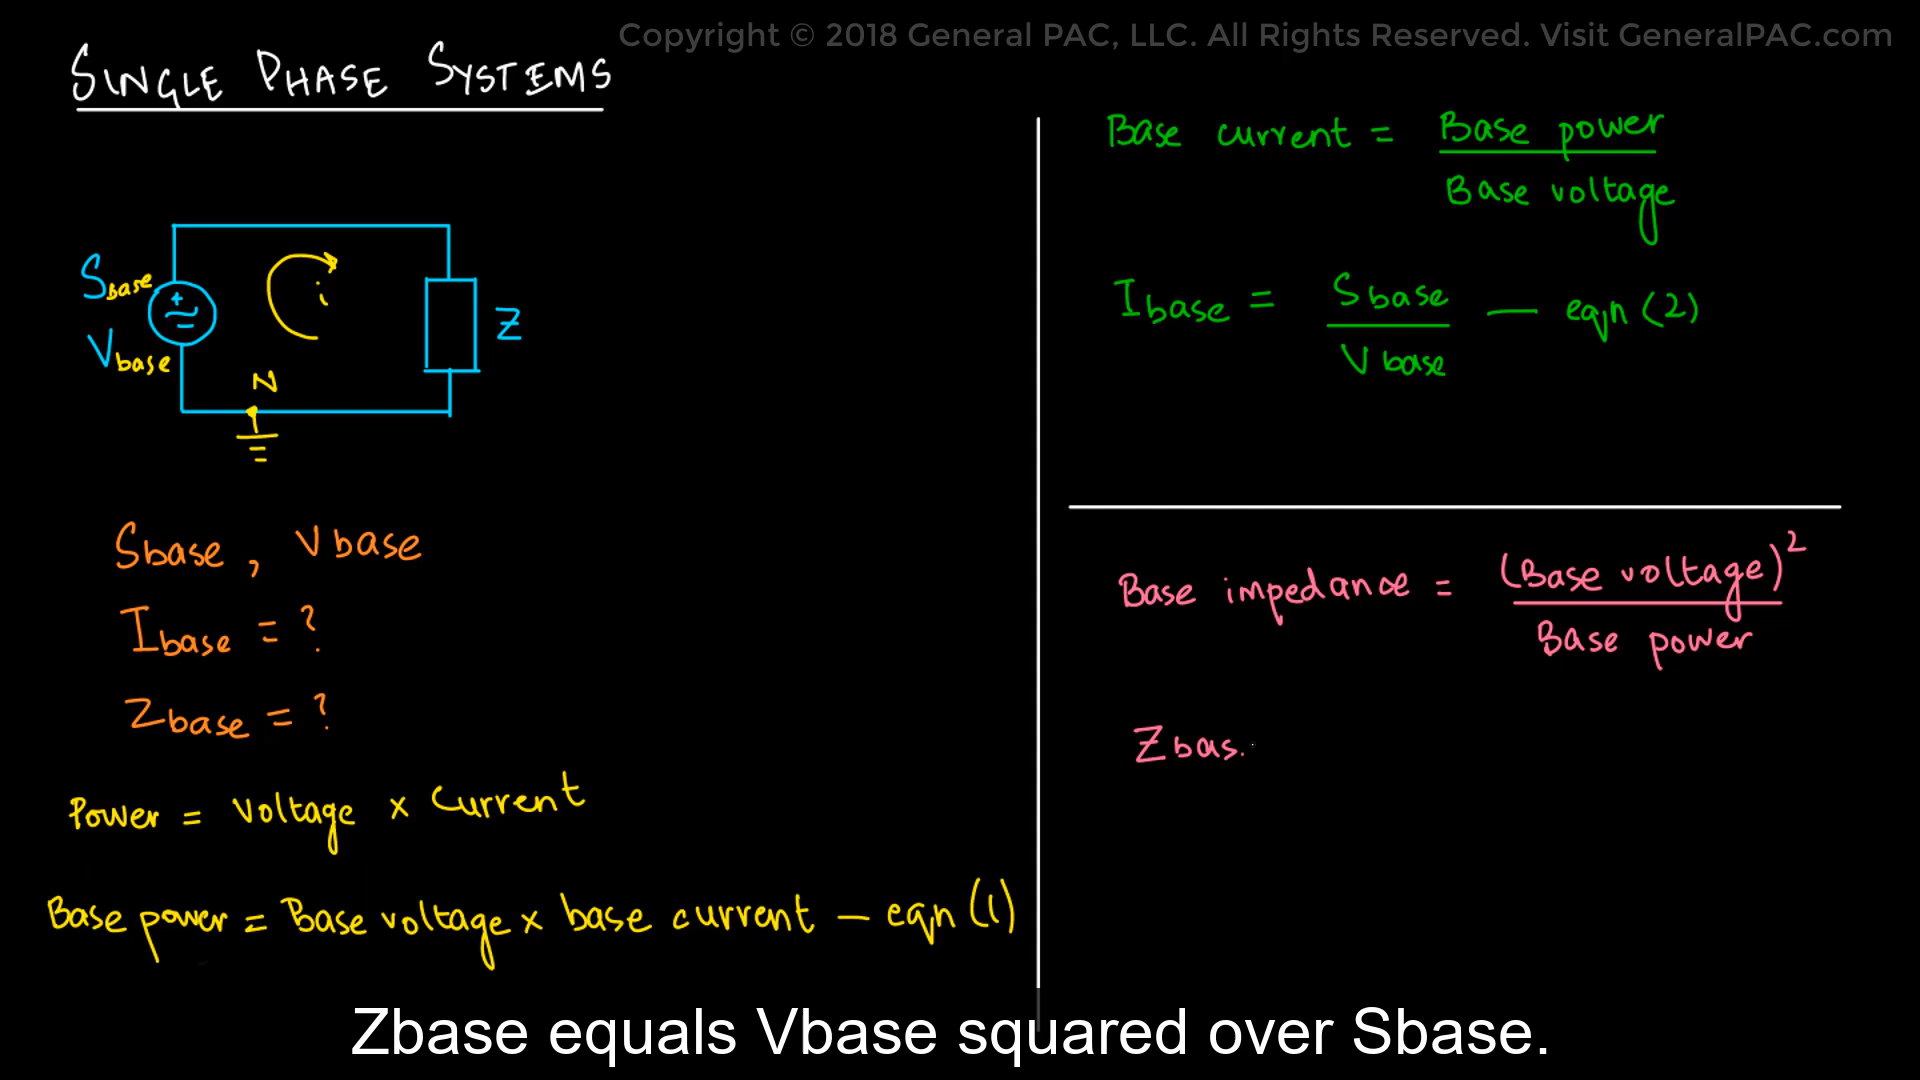 Copyright © 2018 General PAC, LLC. All Rights Reserved. Visit GeneralPAC.com
SINGLE PHASE SYSTEMS
Sbase
Vbase
+
i
N
Z
Sbase , Vbase
Ibase = ?
Zbase = ?
Power = Voltage × Current
Base power = Base voltage × base current — eqn (1)
Base current = Base power
Base voltage
Ibase = Sbase — eqn (2)
Vbase
Base impedance = (Base voltage)²
Base power
Zbas
Zbase equals Vbase squared over Sbase.